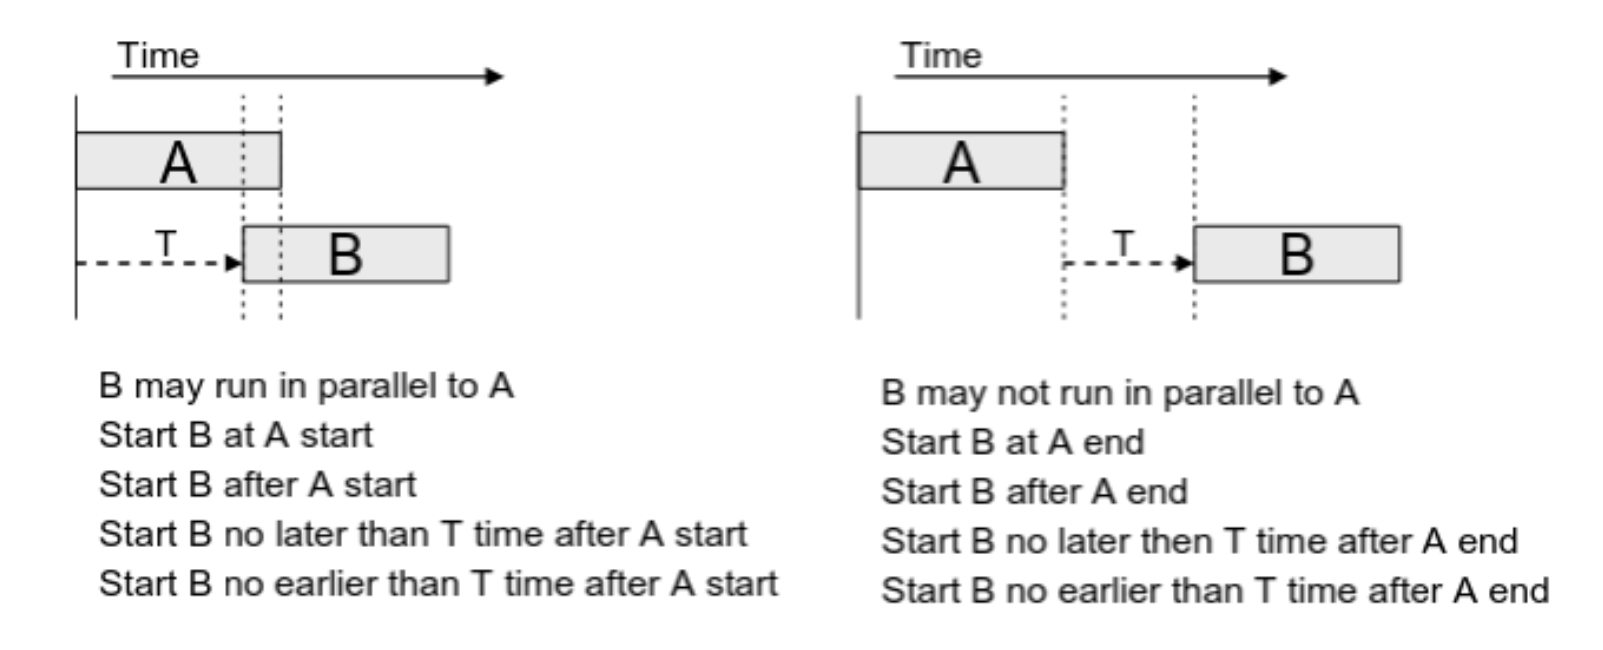 Time
A
T
B
B may run in parallel to A
Start B at A start
Start B after A start
Start B no later than T time after A start
Start B no earlier than T time after A start
Time
A
T
B
B may not run in parallel to A
Start B at A end
Start B after A end
Start B no later then T time after A end
Start B no earlier than T time after A end